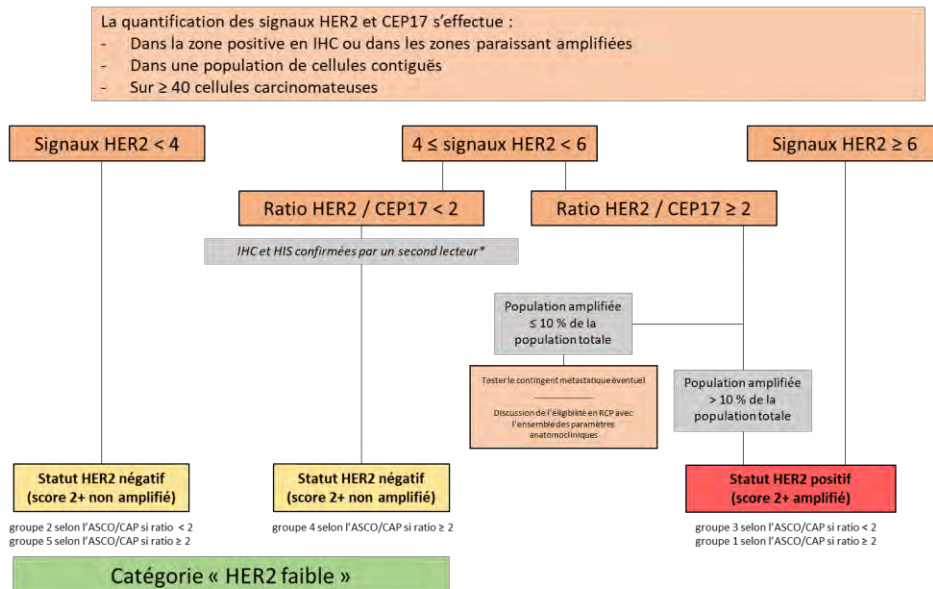 La quantification des signaux HER2 et CEP17 s'effectue :
- Dans la zone positive en IHC ou dans les zones paraissant amplifiées
- Dans une population de cellules contiguës
- Sur ≥ 40 cellules carcinomateuses
Signaux HER2 < 4
4 ≤ signaux HER2 < 6
Signaux HER2 ≥ 6
Ratio HER2 / CEP17 < 2
Ratio HER2 / CEP17 ≥ 2
IHC et HIS confirmées par un second lecteur*
Population amplifiée
≤ 10 % de la
population totale
Tester le contingent métastatique éventuel
Discussion de l'éligibilité en RCP avec
l'ensemble des paramètres
anatomocliniques
Population amplifiée
> 10 % de la
population totale
Statut HER2 négatif
(score 2+ non amplifié)
Statut HER2 négatif
(score 2+ non amplifié)
Statut HER2 positif
(score 2+ amplifié)
groupe 2 selon l'ASCO/CAP si ratio < 2
groupe 5 selon l'ASCO/CAP si ratio ≥ 2
groupe 4 selon l'ASCO/CAP si ratio ≥ 2
groupe 3 selon l'ASCO/CAP si ratio < 2
groupe 1 selon l'ASCO/CAP si ratio ≥ 2
Catégorie « HER2 faible »